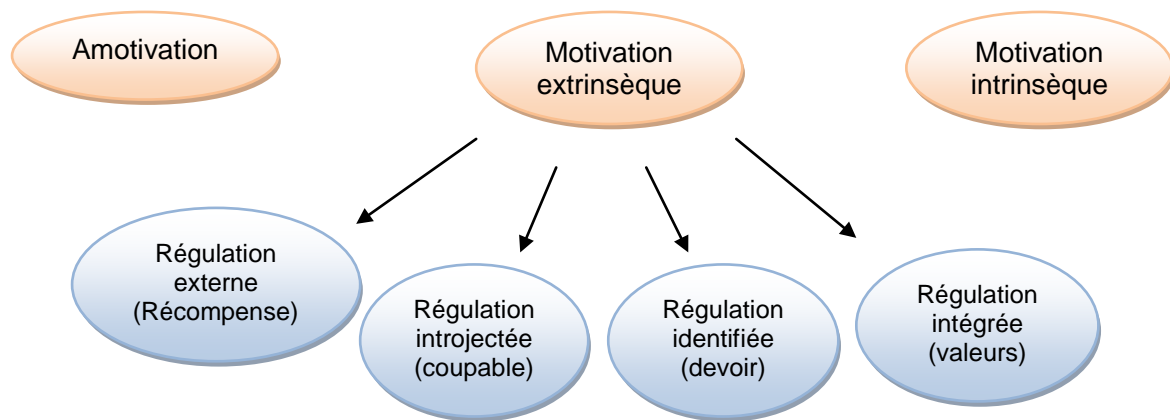 Amotivation
Motivation
extrinsèque
Motivation
intrinsèque
Régulation
externe
(Récompense)
Régulation
introjectée
(coupable)
Régulation
identifiée
(devoir)
Régulation
intégrée
(valeurs)